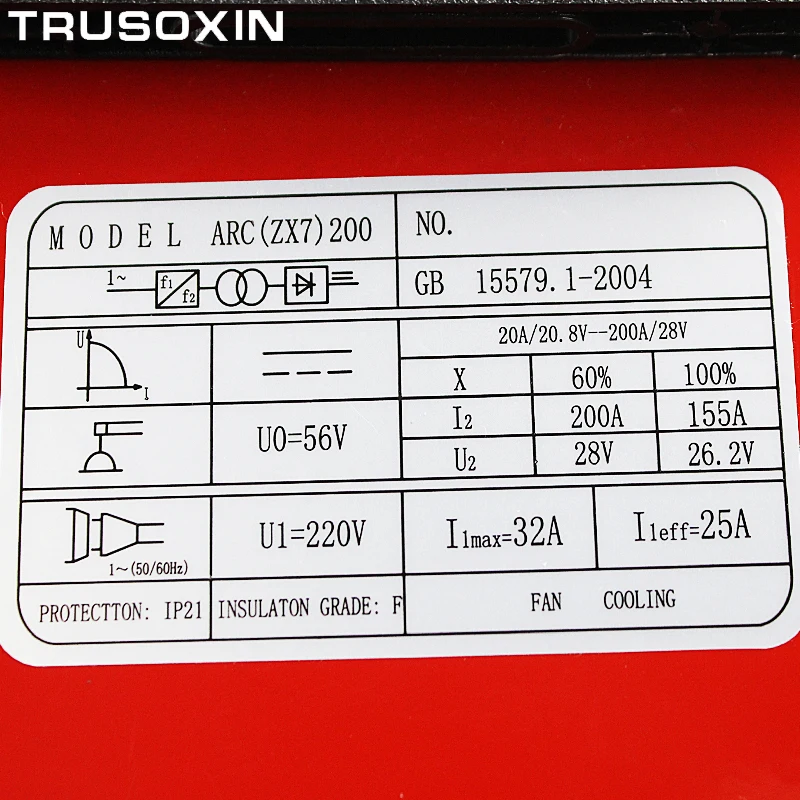 TRUSOXIN
MODEL ARC(ZX7)200
NO.
1~ f1 f2
GB 15579.1-2004
U I
20A/20.8V--200A/28V
X 60% 100%
U0=56V
I2 200A 155A
U2 28V 26.2V
1~(50/60Hz)
U1=220V
I1max=32A
I1eff=25A
PROTECTTON: IP21
INSULATON GRADE: F
FAN COOLING